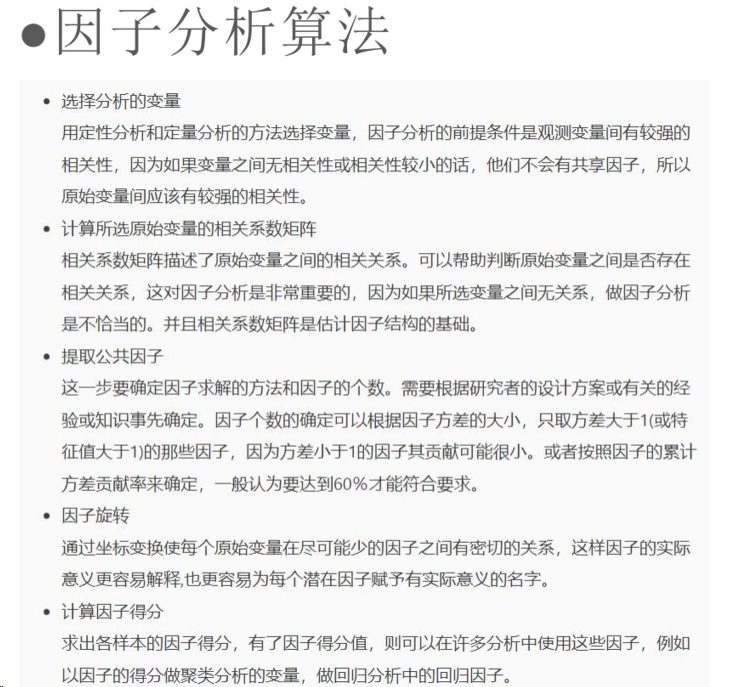 ●因子分析算法
• 选择分析的变量
用定性分析和定量分析的方法选择变量，因子分析的前提条件是观测变量间有较强的
相关性，因为如果变量之间无相关性或相关性较小的话，他们不会有共享因子，所以
原始变量间应该有较强的相关性。
• 计算所选原始变量的相关系数矩阵
相关系数矩阵描述了原始变量之间的相关关系。可以帮助判断原始变量之间是否存在
相关关系，这对因子分析是非常重要的，因为如果所选变量之间无关系，做因子分析
是不恰当的。并且相关系数矩阵是估计因子结构的基础。
• 提取公共因子
这一步要确定因子求解的方法和因子的个数。需要根据研究者的设计方案或有关的经
验或知识事先确定。因子个数的确定可以根据因子方差的大小，只取方差大于1(或特
征值大于1)的那些因子，因为方差小于1的因子其贡献可能很小。或者按照因子的累计
方差贡献率来确定，一般认为要达到60%才能符合要求。
• 因子旋转
通过坐标变换使每个原始变量在尽可能少的因子之间有密切的关系，这样因子的实际
意义更容易解释,也更容易为每个潜在因子赋予有实际意义的名字。
• 计算因子得分
求出各样本的因子得分，有了因子得分值，则可以在许多分析中使用这些因子，例如
以因子的得分做聚类分析的变量，做回归分析中的回归因子。